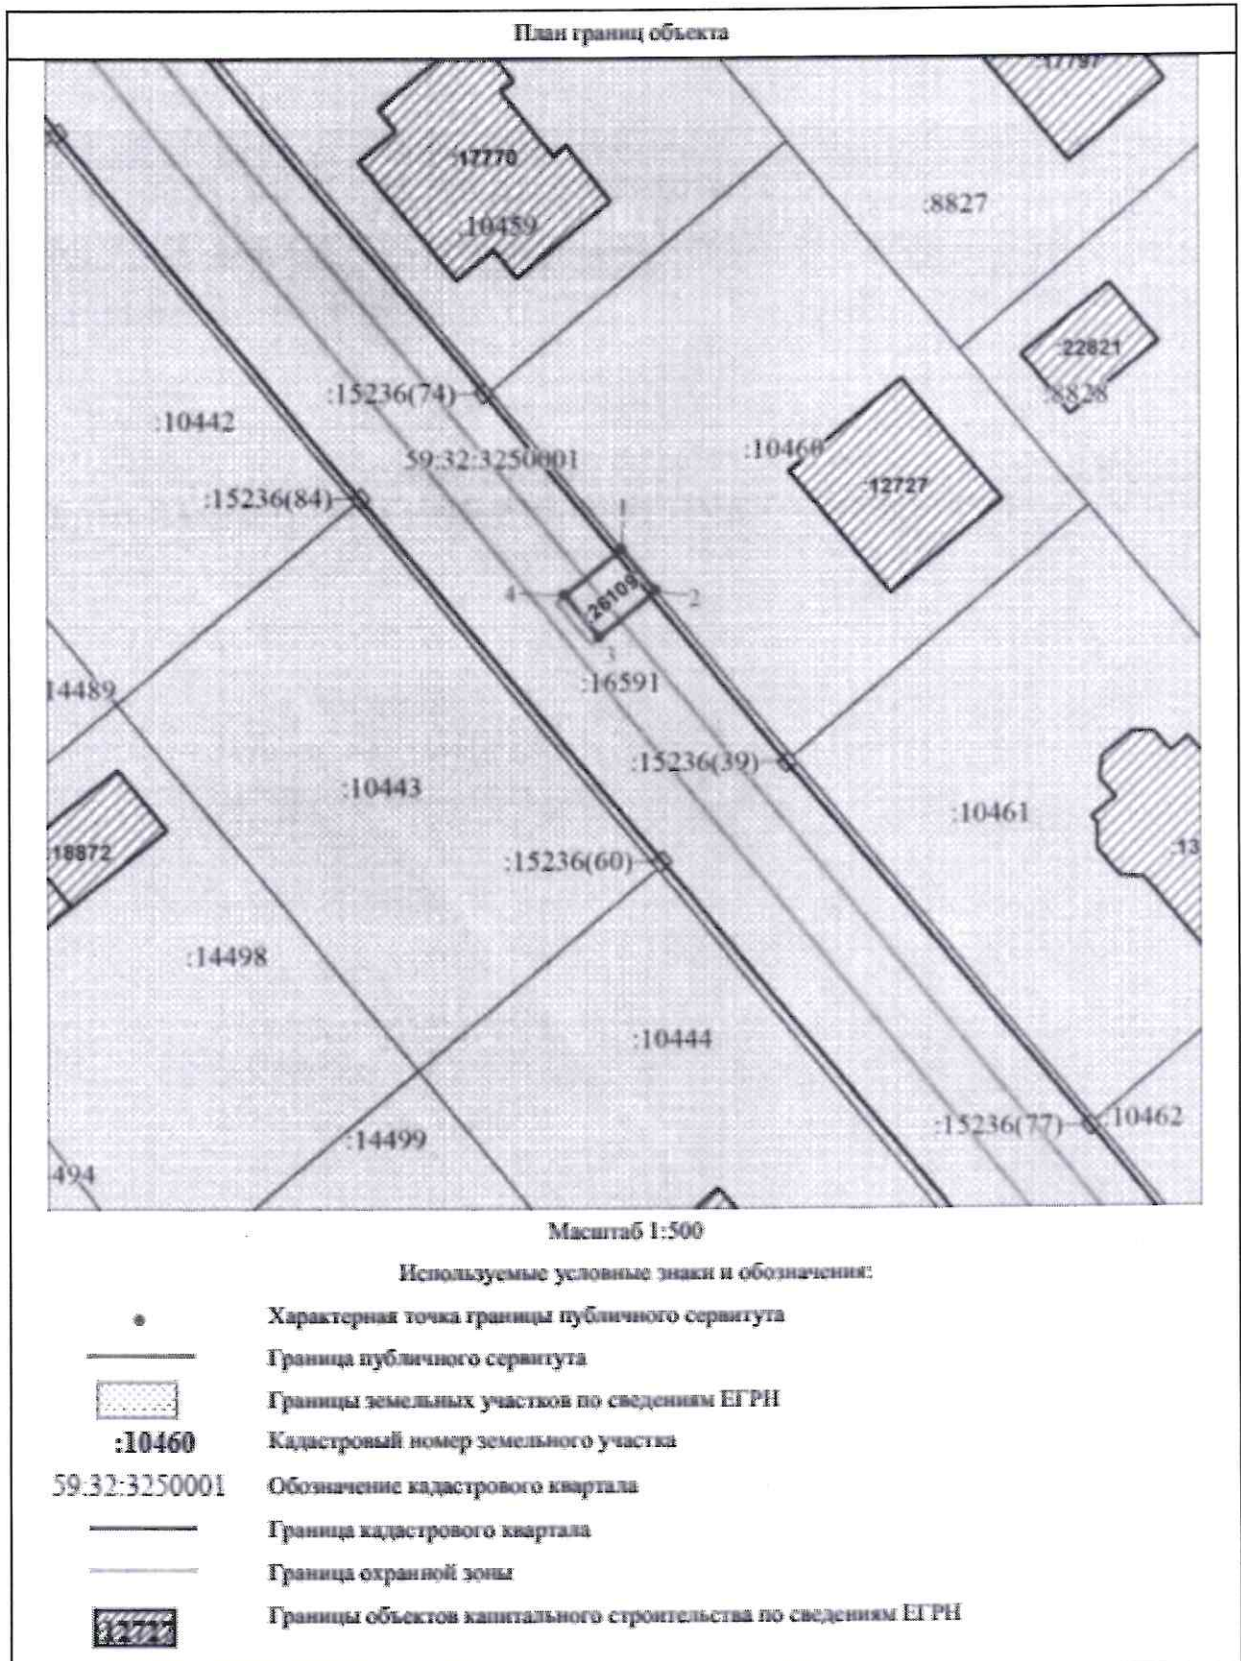 План границ объекта
:17797
:17770
:8827
:10459
:22821
:8828
:15236(74)
:10442
:10460
59:32:3250001
:12727
:15236(84)
1
:26109
4
2
3
:16591
14489
:15236(39)
:10443
:10461
:13
:18872
:15236(60)
:14498
:10444
:15236(77)
:10462
:14499
494
Масштаб 1:500
Используемые условные знаки и обозначения:
Характерная точка границы публичного сервитута
Граница публичного сервитута
Границы земельных участков по сведениям ЕГРН
:10460 Кадастровый номер земельного участка
59:32:3250001 Обозначение кадастрового квартала
Граница кадастрового квартала
Граница охранной зоны
Границы объектов капитального строительства по сведениям ЕГРН